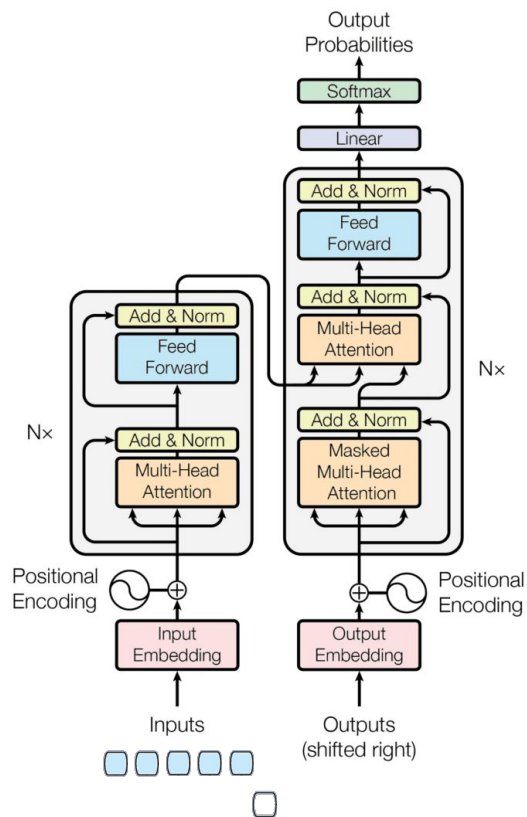 Output
Probabilities
Softmax
Linear
Add & Norm
Feed
Forward
Add & Norm
Multi-Head
Attention
Add & Norm
Masked
Multi-Head
Attention
Nx
Add & Norm
Feed
Forward
Add & Norm
Multi-Head
Attention
Nx
Positional
Encoding
Positional
Encoding
Input
Embedding
Output
Embedding
Inputs
Outputs
(shifted right)